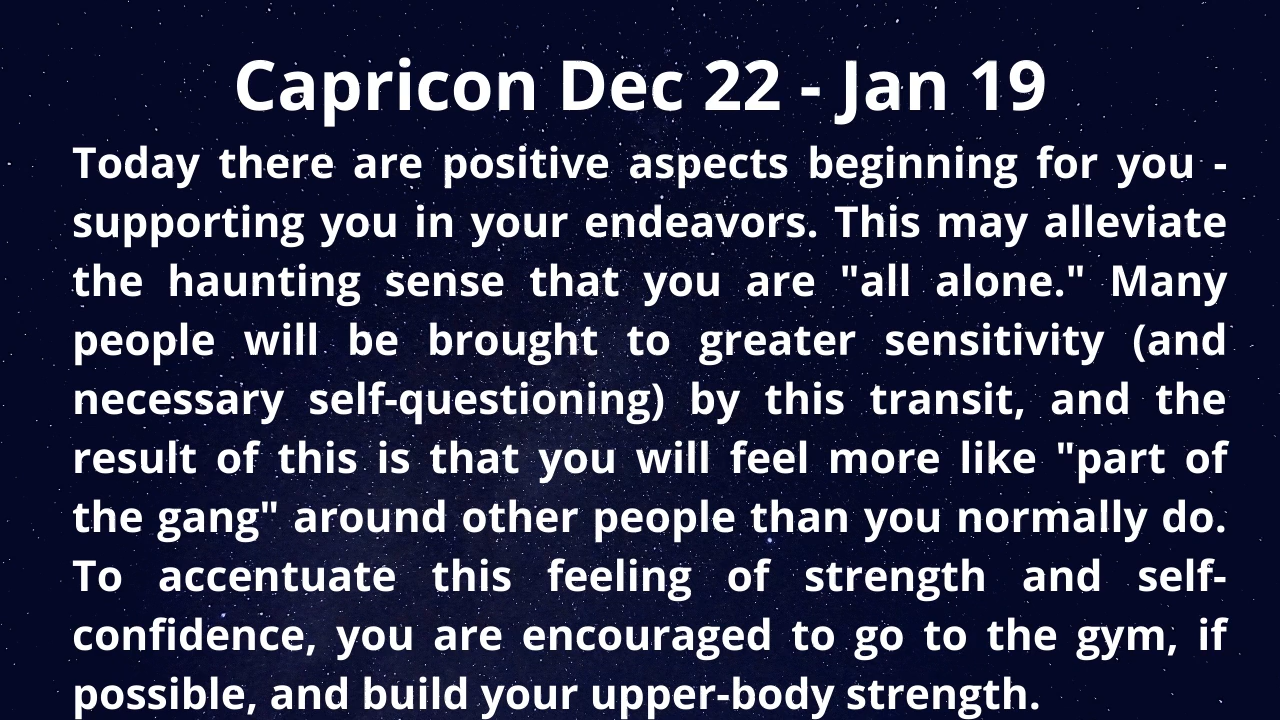 Capricon Dec 22 - Jan 19
Today there are positive aspects beginning for you -
supporting you in your endeavors. This may alleviate
the haunting sense that you are "all alone." Many
people will be brought to greater sensitivity (and
necessary self-questioning) by this transit, and the
result of this is that you will feel more like "part of
the gang" around other people than you normally do.
To accentuate this feeling of strength and self-
confidence, you are encouraged to go to the gym, if
possible, and build your upper-body strength.